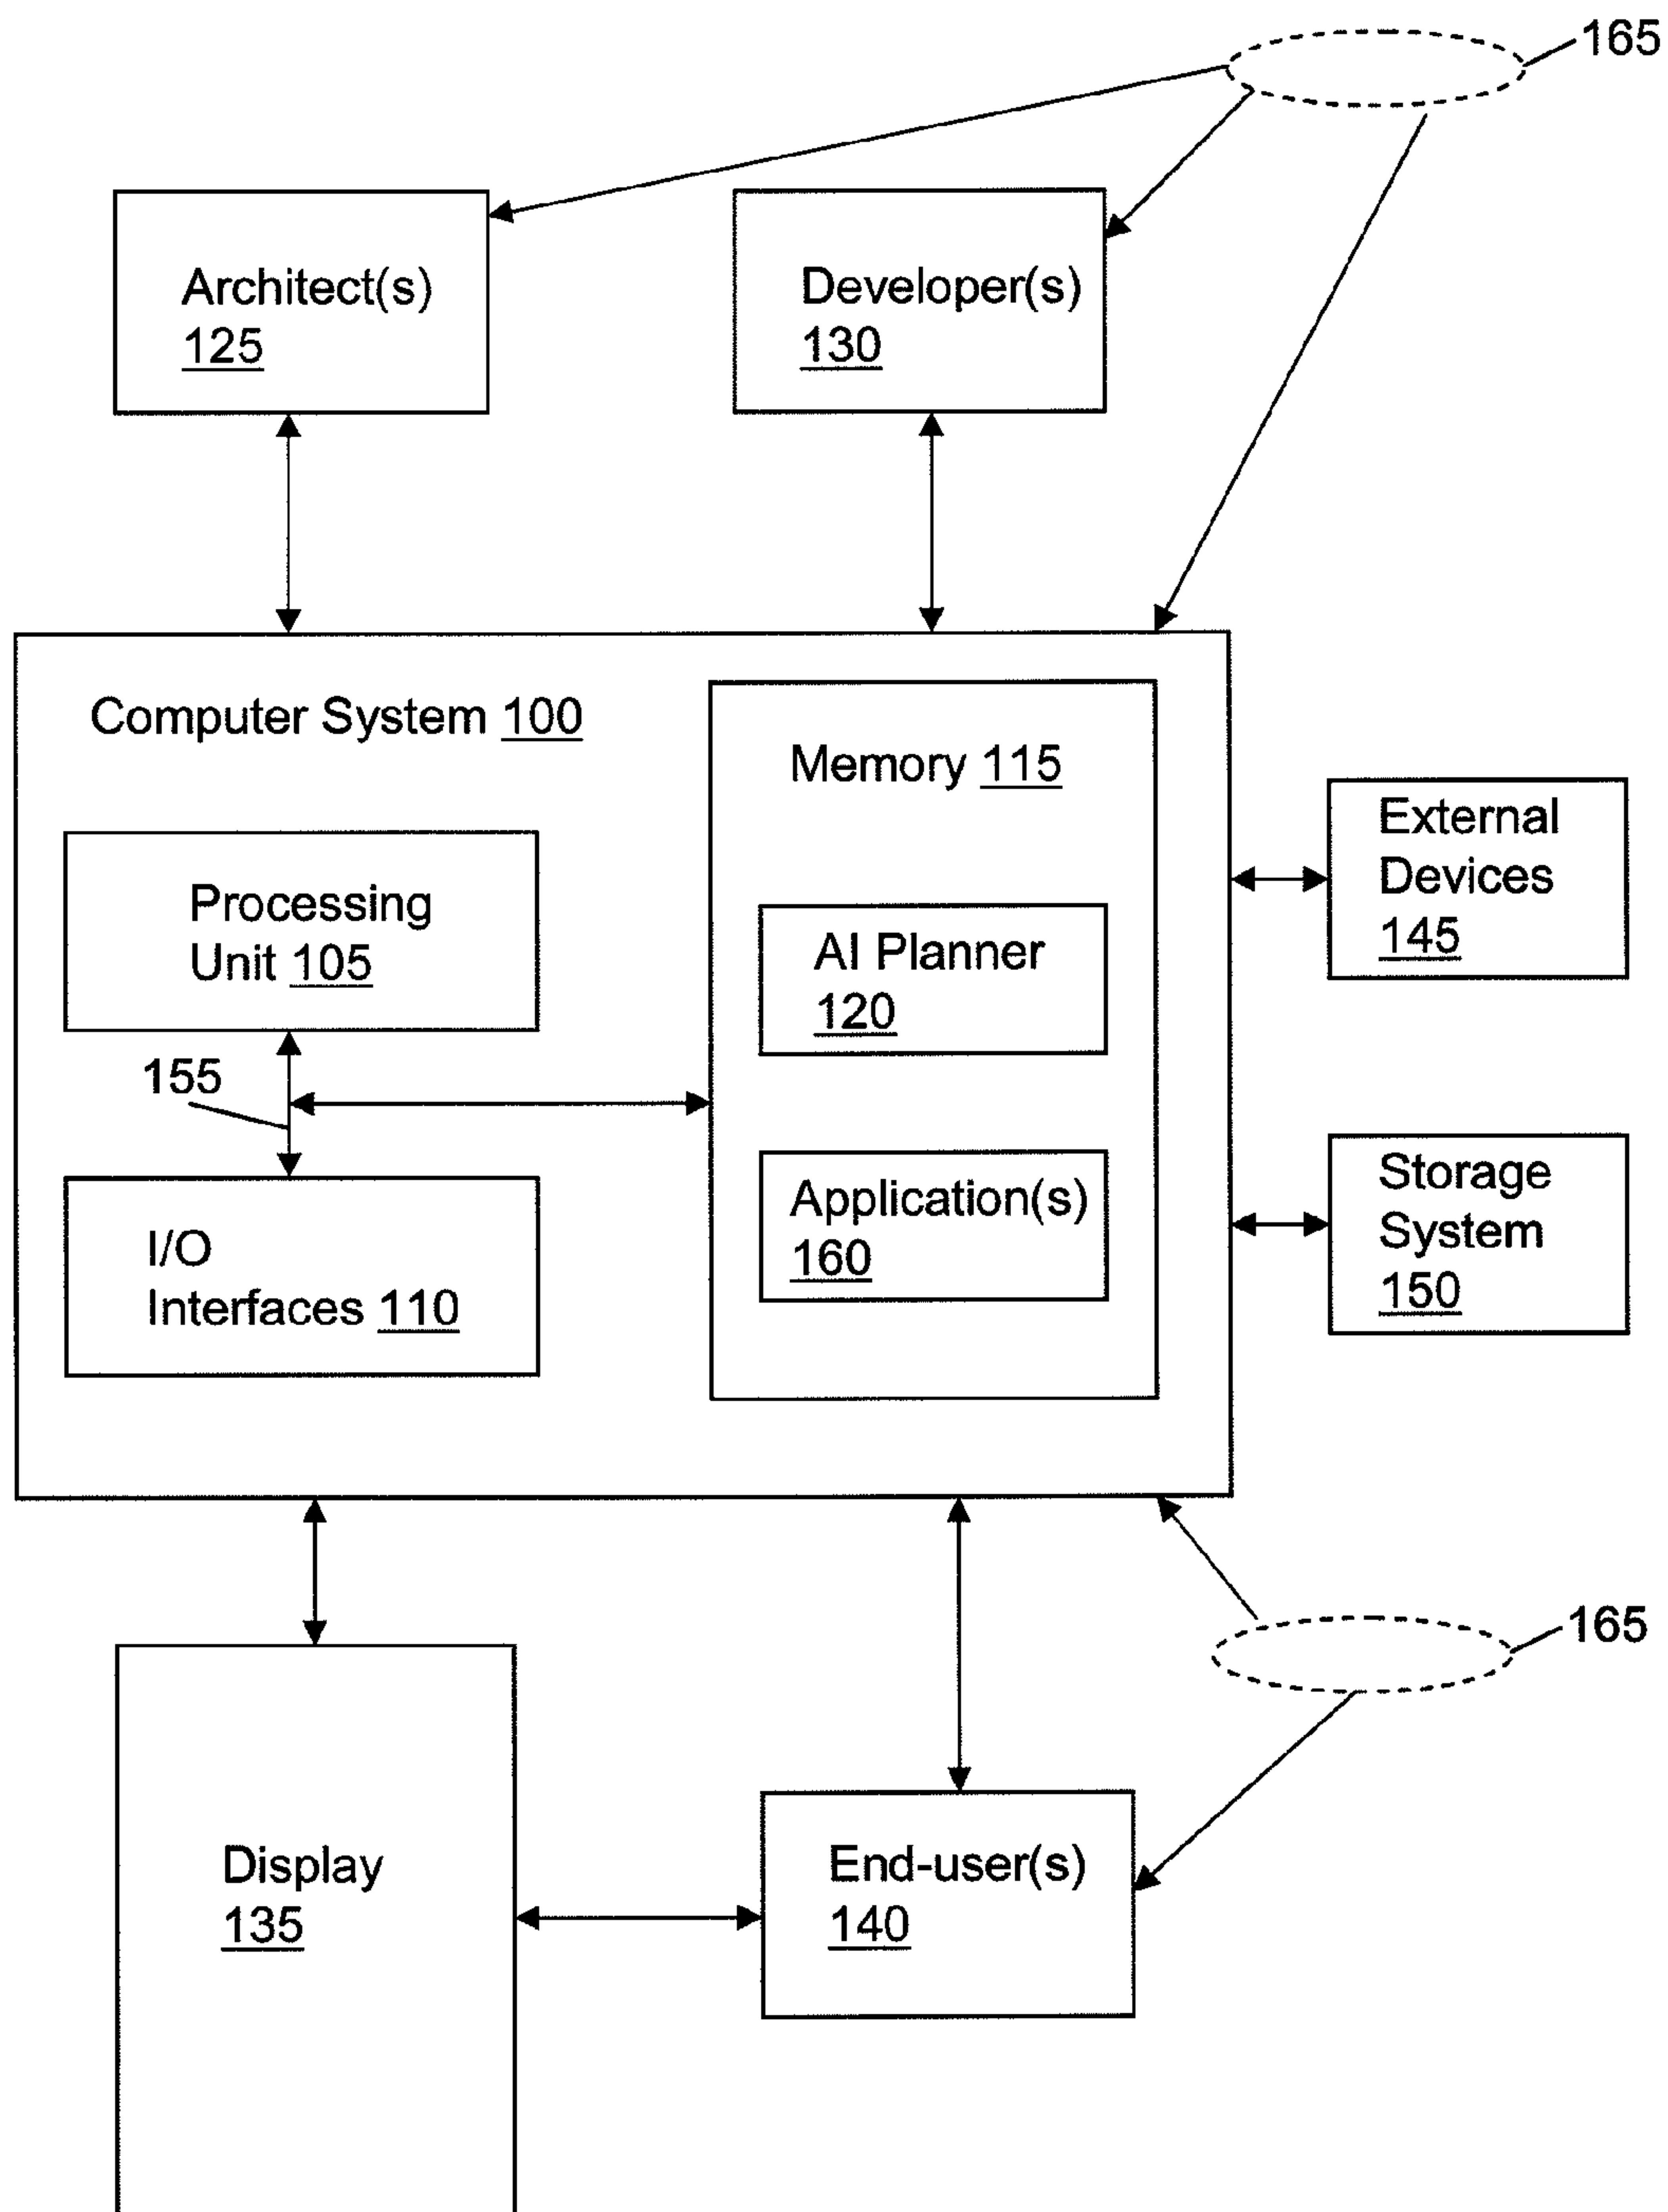 165
Architect(s)
125
Developer(s)
130
Computer System 100
Memory 115
Processing
Unit 105
AI Planner
120
155
Application(s)
160
I/O
Interfaces 110
External
Devices
145
Storage
System
150
165
Display
135
End-user(s)
140